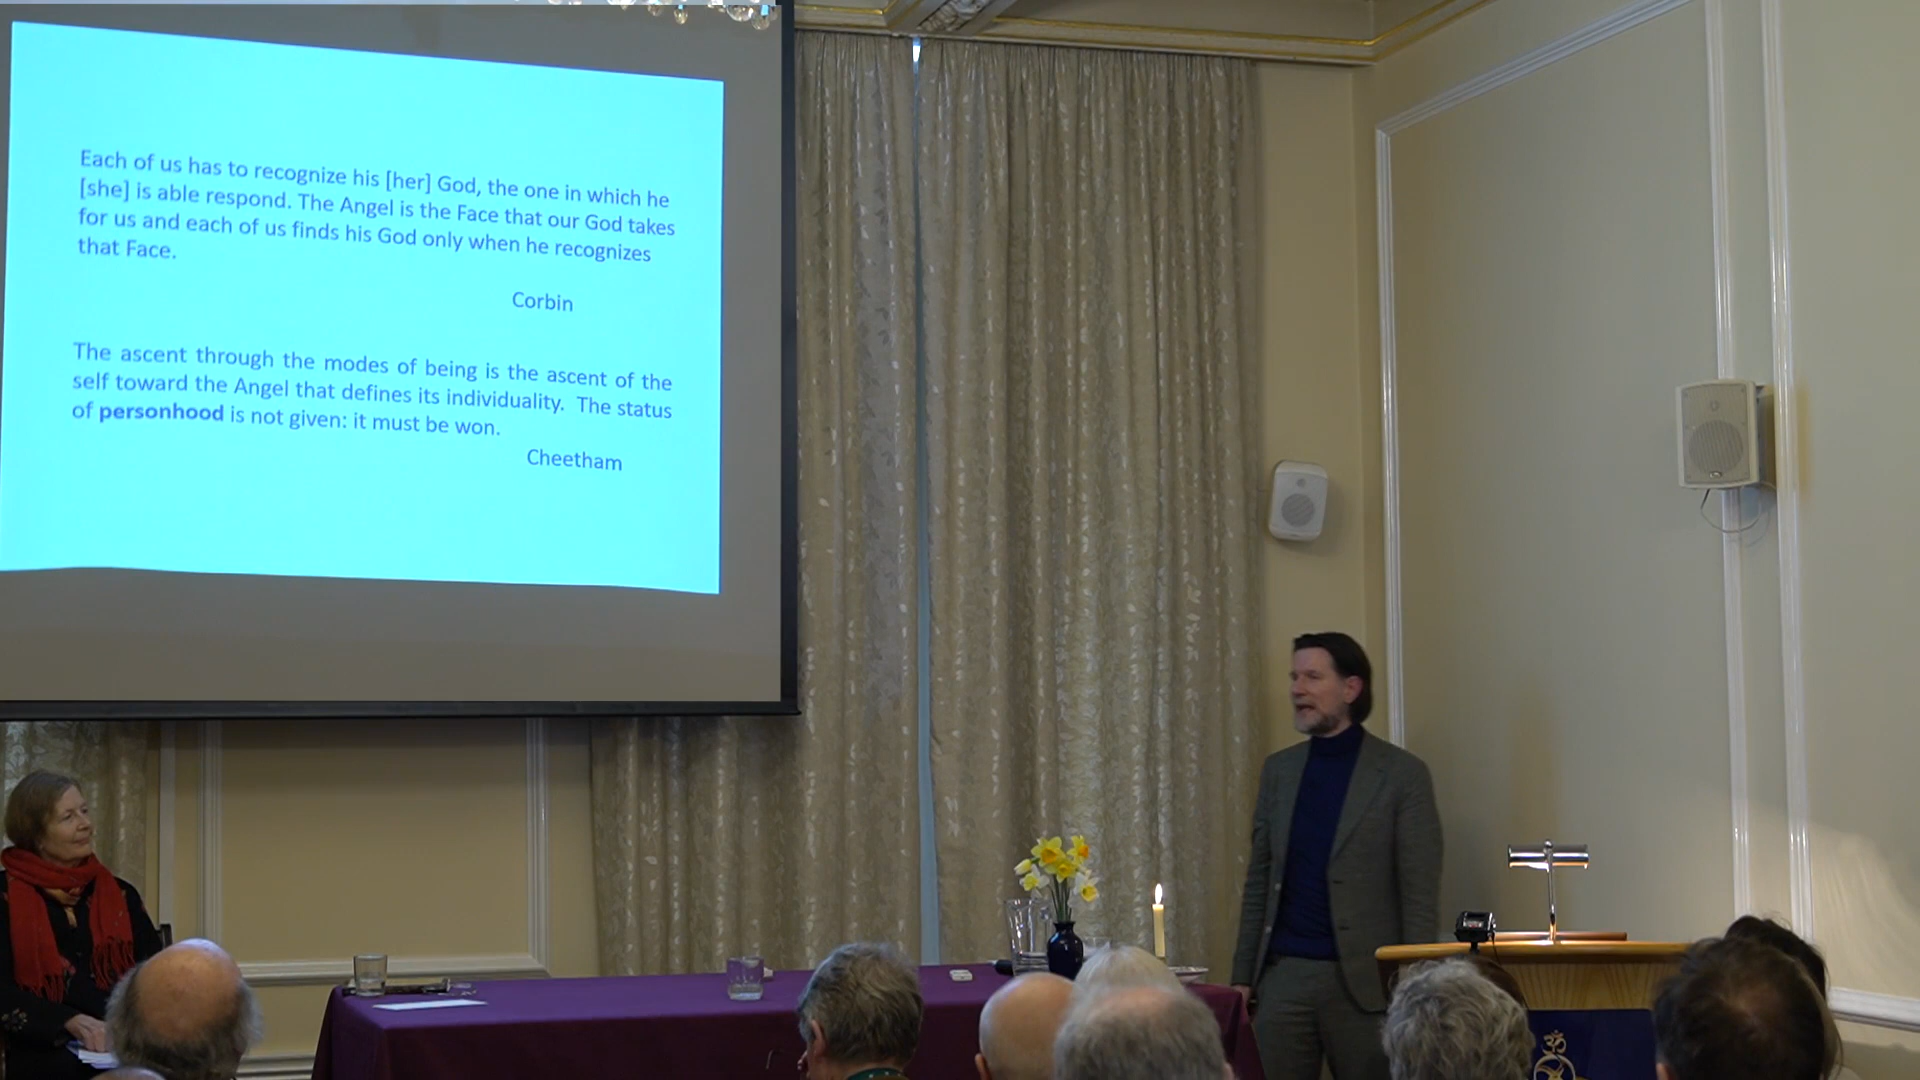 Each of us has to recognize his [her] God, the one in which he
[she] is able respond. The Angel is the Face that our God takes
for us and each of us finds his God only when he recognizes
that Face.
Corbin
The ascent through the modes of being is the ascent of the
self toward the Angel that defines its individuality. The status
of personhood is not given: it must be won.
Cheetham
ॐ